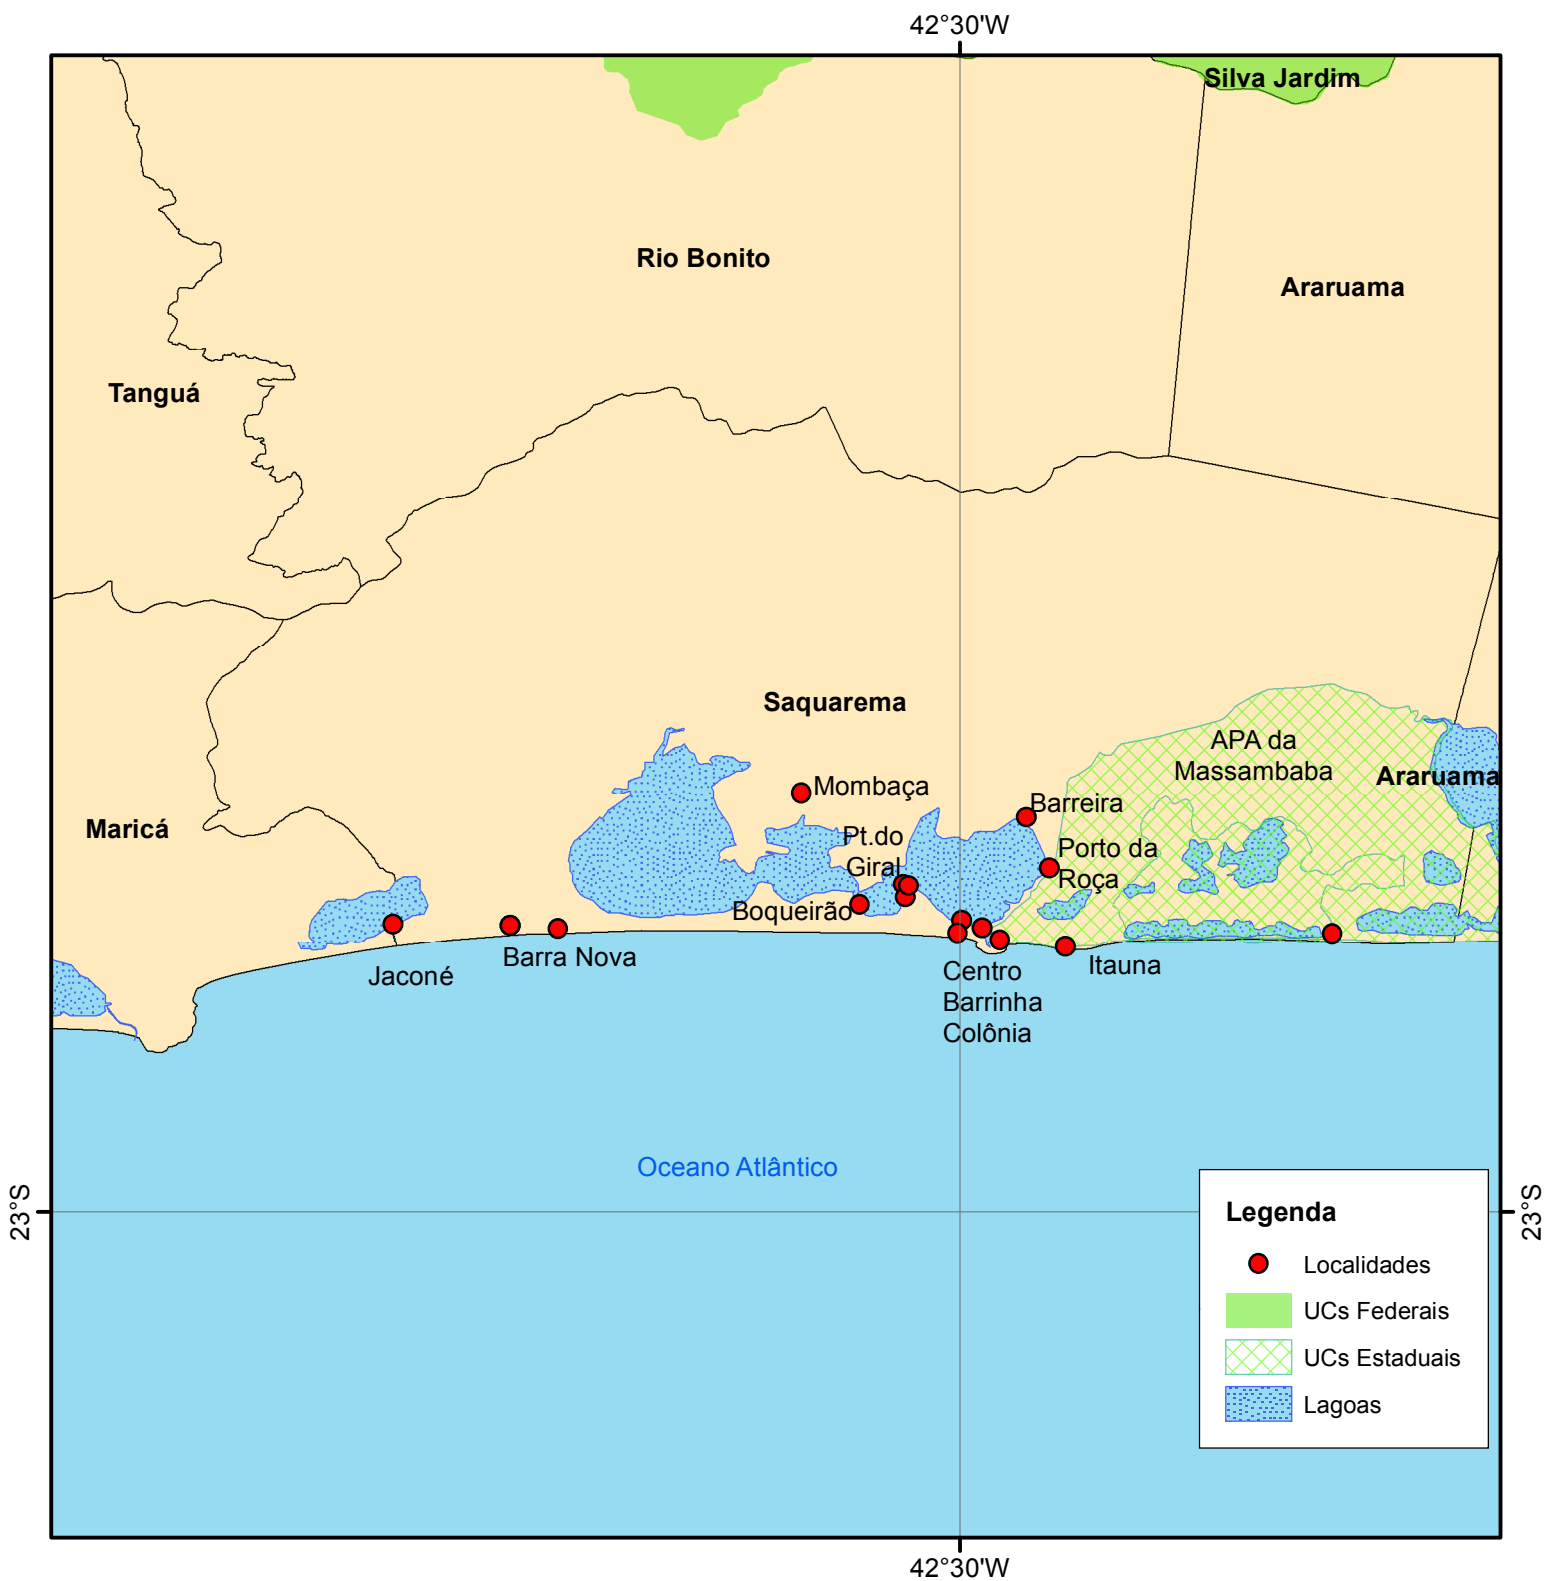 42°30'W
Silva Jardim
Rio Bonito
Araruama
Tanguá
Saquarema
APA da
Massambaba
Araruama
Mombaça
Barreira
Maricá
Pt.do
Giral
Porto da
Roça
Boqueirão
Barra Nova
Jaconé
Itauna
Centro
Barrinha
Colônia
Oceano Atlântico
23°S
23°S
Legenda
Localidades
UCs Federais
UCs Estaduais
Lagoas
42°30'W